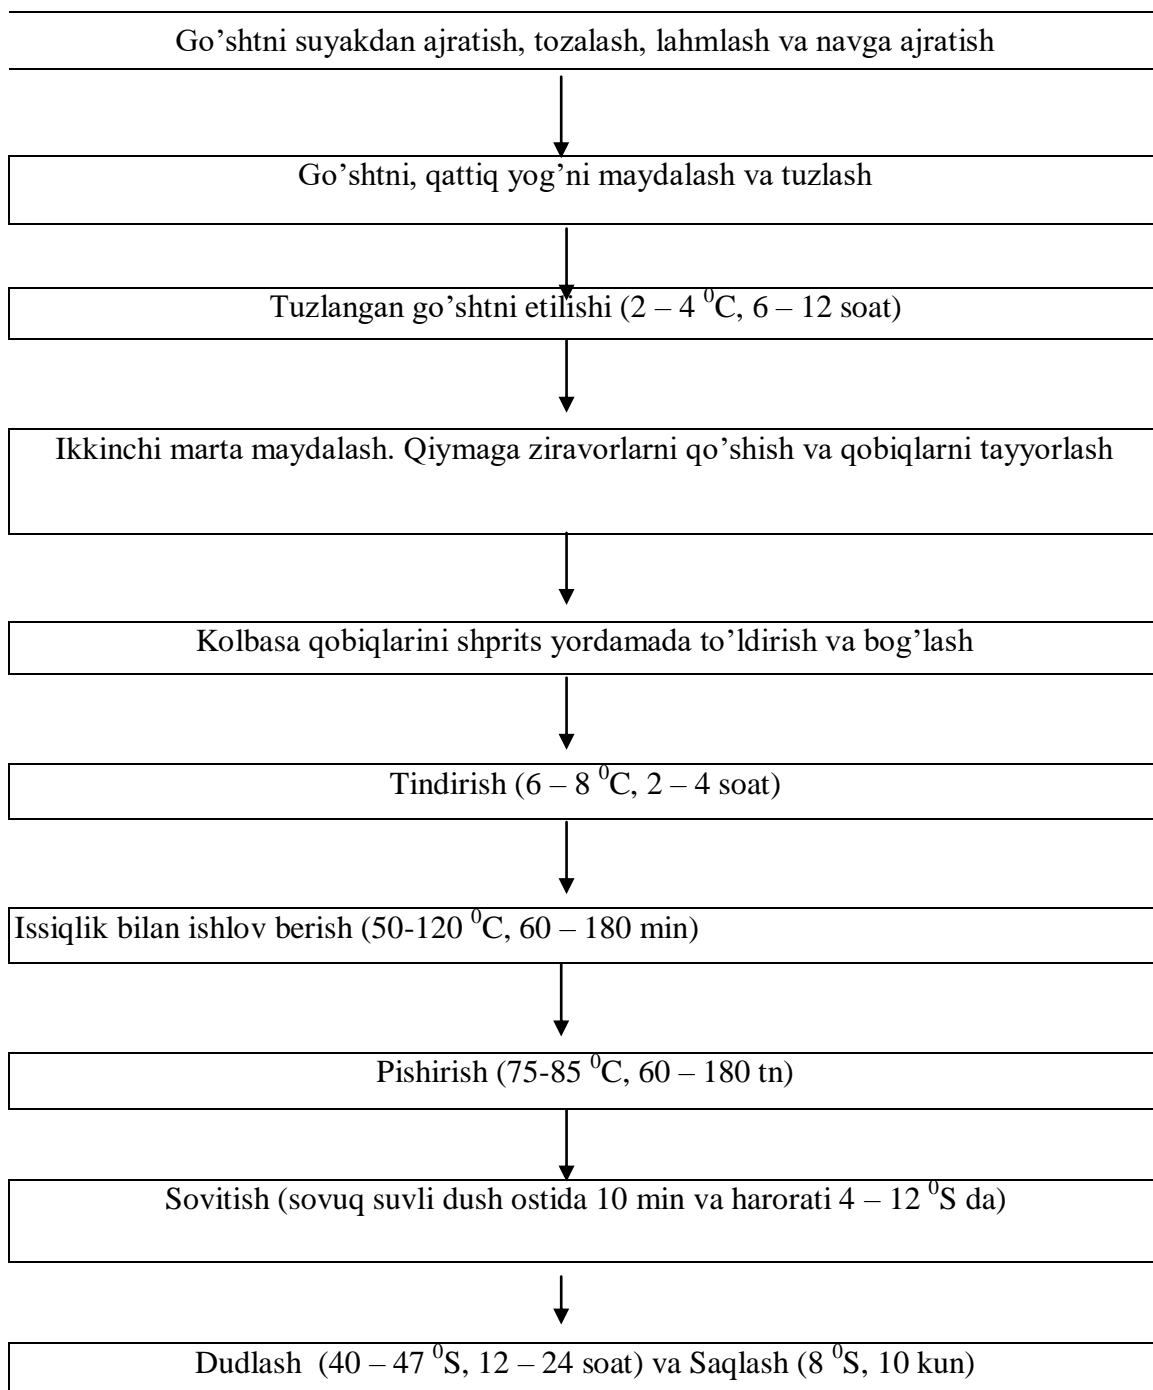 Go’shtni suyakdan ajratish, tozalash, lahmlash va navga ajratish
Go’shtni, qattiq yog’ni maydalash va tuzlash
Tuzlangan go’shtni etilishi (2 – 4 ⁰C, 6 – 12 soat)
Ikkinchi marta maydalash. Qiymaga ziravorlarni qo’shish va qobiqlarni tayyorlash
Kolbasa qobiqlarini shprits yordamada to’ldirish va bog’lash
Tindirish (6 – 8 ⁰C, 2 – 4 soat)
Issiqlik bilan ishlov berish (50-120 ⁰C, 60 – 180 min)
Pishirish (75-85 ⁰C, 60 – 180 tn)
Sovitish (sovuq suvli dush ostida 10 min va harorati 4 – 12 ⁰S da)
Dudlash (40 – 47 ⁰S, 12 – 24 soat) va Saqlash (8 ⁰S, 10 kun)